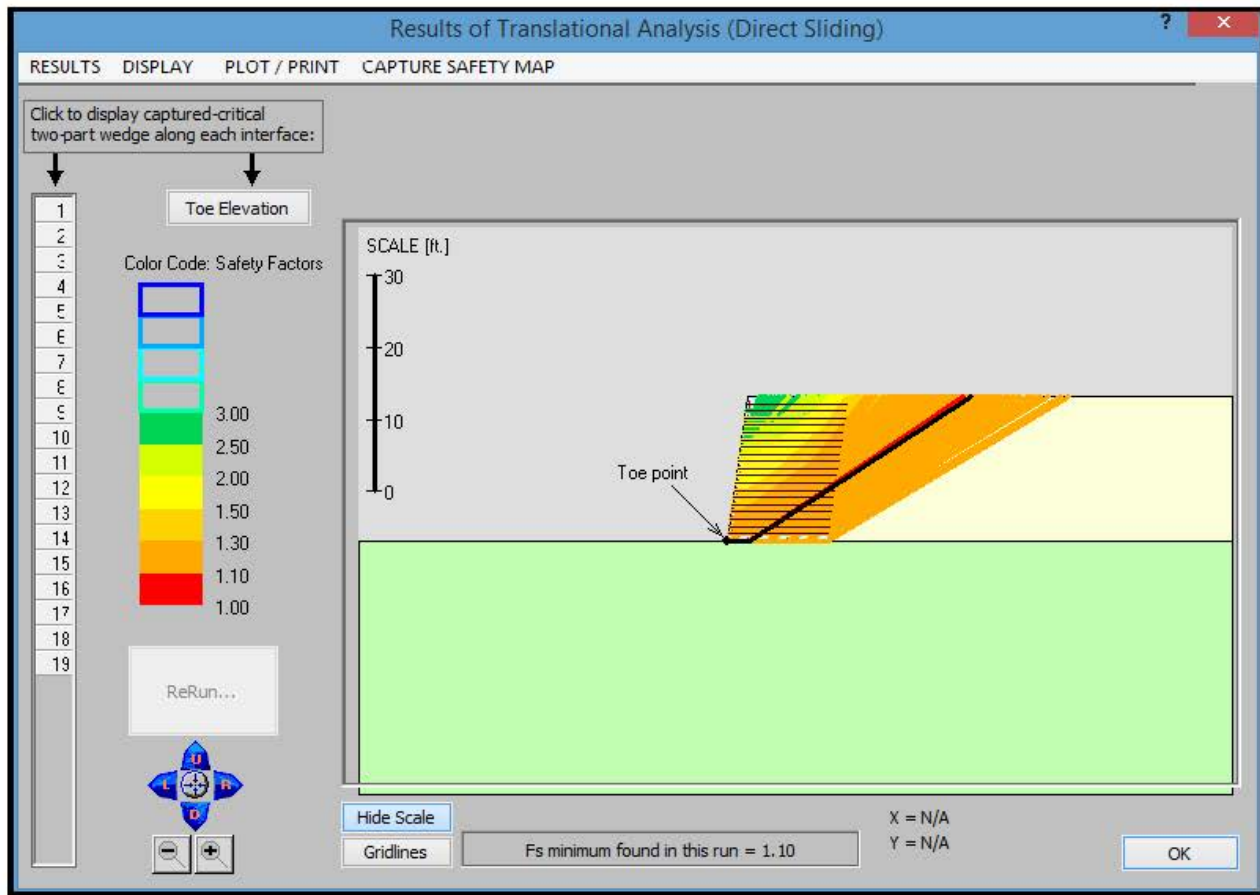 Results of Translational Analysis (Direct Sliding)
?
×
RESULTS DISPLAY PLOT / PRINT CAPTURE SAFETY MAP
Click to display captured-critical
two-part wedge along each interface:
Toe Elevation
1
2
3
4
5
6
7
8
9
10
11
12
13
14
15
16
17
18
19
Color Code: Safety Factors
3.00
2.50
2.00
1.50
1.30
1.10
1.00
ReRun...
U
L
R
D
SCALE [ft.]
30
20
10
0
Toe point
Hide Scale
Gridlines
Fs minimum found in this run = 1.10
X = N/A
Y = N/A
OK